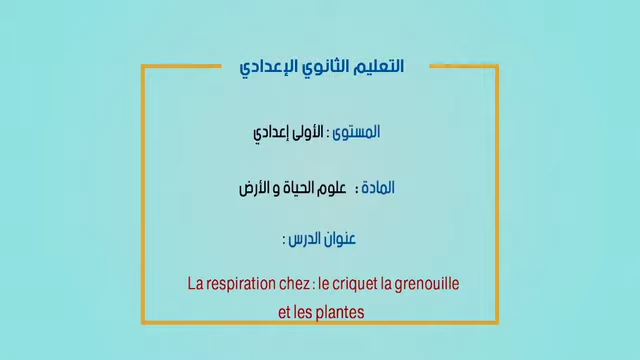 التعليم الثانوي الإعدادي
المستوى : الأولى إعدادي
المادة : علوم الحياة و الأرض
عنوان الدرس :
La respiration chez : le criquet la grenouille
et les plantes